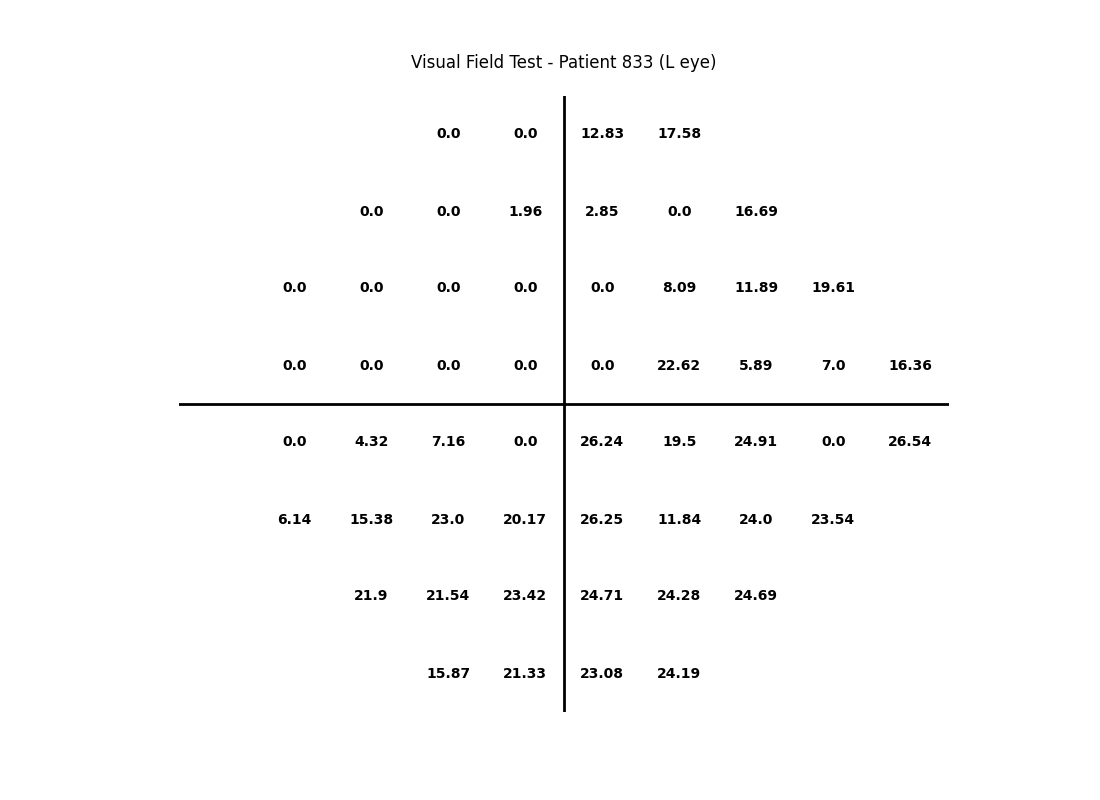 Visual Field Test - Patient 833 (L eye)
0.0 0.0 12.83 17.58
0.0 0.0 1.96 2.85 0.0 16.69
0.0 0.0 0.0 0.0 0.0 8.09 11.89 19.61
0.0 0.0 0.0 0.0 0.0 22.62 5.89 7.0 16.36
0.0 4.32 7.16 0.0 26.24 19.5 24.91 0.0 26.54
6.14 15.38 23.0 20.17 26.25 11.84 24.0 23.54
21.9 21.54 23.42 24.71 24.28 24.69
15.87 21.33 23.08 24.19